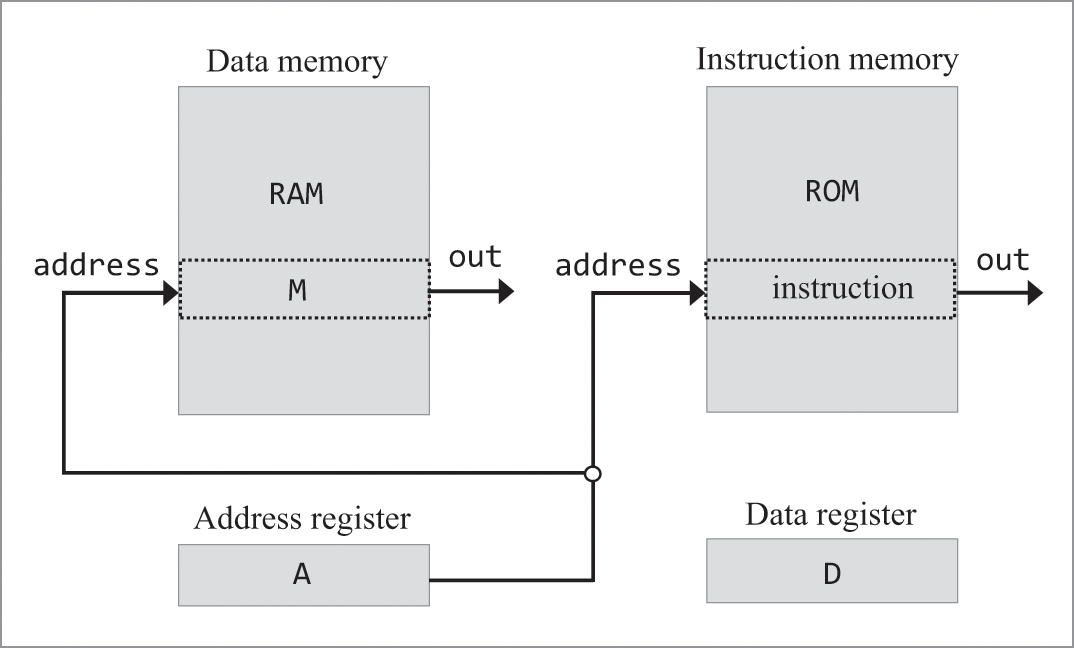 Data memory
Instruction memory
RAM
ROM
address
M
out
address
instruction
out
Address register
A
Data register
D